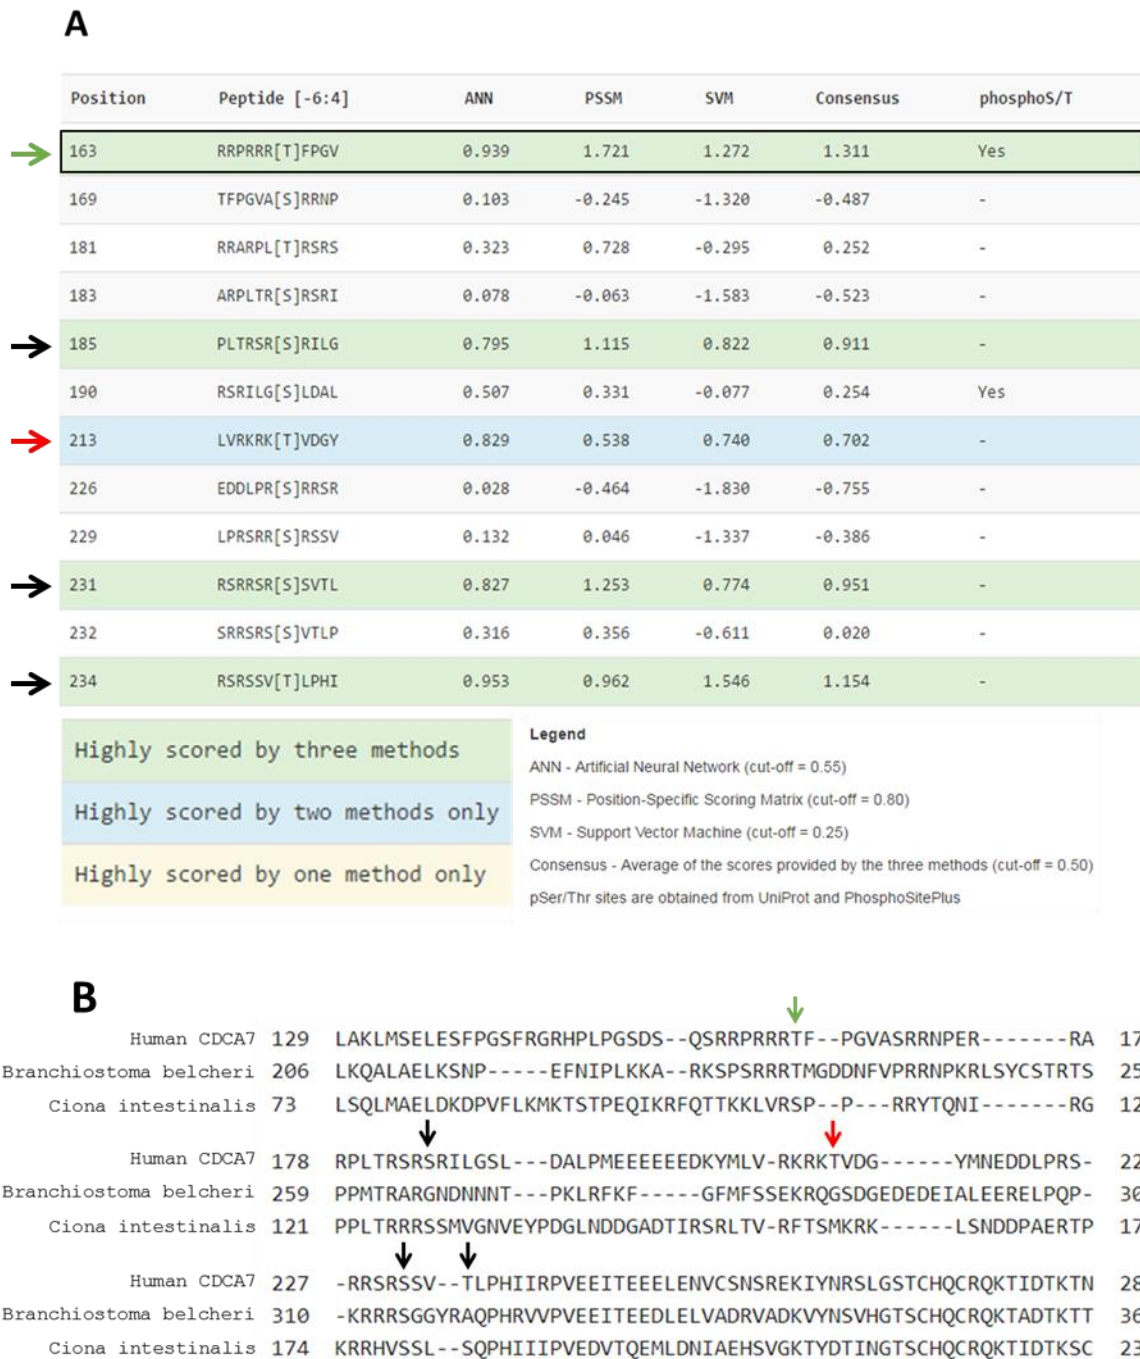 A
Position Peptide [-6:4] ANN PSSM SVM Consensus phosphoS/T
163 RRPRRR[T]FPGV 0.939 1.721 1.272 1.311 Yes
169 TFPGVA[S]RRNP 0.103 -0.245 -1.320 -0.487 -
181 RRARPL[T]RSRS 0.323 0.728 -0.295 0.252 -
183 ARPLTR[S]RSRI 0.078 -0.063 -1.583 -0.523 -
185 PLTRSR[S]RILG 0.795 1.115 0.822 0.911 -
190 RSRILG[S]LDAL 0.507 0.331 -0.077 0.254 Yes
213 LVRKRK[T]VDGY 0.829 0.538 0.740 0.702 -
226 EDDLPR[S]RRSR 0.028 -0.464 -1.830 -0.755 -
229 LPRSRR[S]RSSV 0.132 0.046 -1.337 -0.386 -
231 RSRRSR[S]SVTL 0.827 1.253 0.774 0.951 -
232 SRRSRS[S]VTLP 0.316 0.356 -0.611 0.020 -
234 RSRSSV[T]LPHI 0.953 0.962 1.546 1.154 -
Highly scored by three methods
Highly scored by two methods only
Highly scored by one method only
Legend
ANN - Artificial Neural Network (cut-off = 0.55)
PSSM - Position-Specific Scoring Matrix (cut-off = 0.80)
SVM - Support Vector Machine (cut-off = 0.25)
Consensus - Average of the scores provided by the three methods (cut-off = 0.50)
pSer/Thr sites are obtained from UniProt and PhosphoSitePlus
B
Human CDCA7 129 LAKLMSELESFPGSFRGRHPLPGSDS--QSRRPRRRTF--PGVASRRNPER-------RA 17
Branchiostoma belcheri 206 LKQALAELKSNP-----EFNIPLKKA--RKSPSRRRTMGDDNFVPRRNPKRLSYCSTRTS 25
Ciona intestinalis 73 LSQLMAELDKDPVFLKMKTSTPEQIKRFQTTKKLVRSP--P---RRYTQNI-------RG 12
Human CDCA7 178 RPLTRSRSRILGSL---DALPMEEEEEEDKYMLV-RKRKTVDG------YMNEDDLPRS- 22
Branchiostoma belcheri 259 PPMTRARGNDNNNT---PKLRFKF-----GFMFSSEKRQGSDGEDEDEIALEERELPQP- 30
Ciona intestinalis 121 PPLTRRRSSMVGNVEYPDGLNDDGADTIRSRLTV-RFTSMKRK------LSNDDPAERTP 17
Human CDCA7 227 -RRSRSSV--TLPHIIRPVEEITEEELENVCSNSREKIYNRSLGSTCHQCRQKTIDTKTN 28
Branchiostoma belcheri 310 -KRRRSGGYRAQPHRVVPVEEITEEDLELVADRVADKVYNSVHGTSCHQCRQKTADTKTT 36
Ciona intestinalis 174 KRRHVSSL--SQPHIIIPVEDVTQEMLDNIAEHSVGKTYDTINGTSCHQCRQKTIDTKSC 23